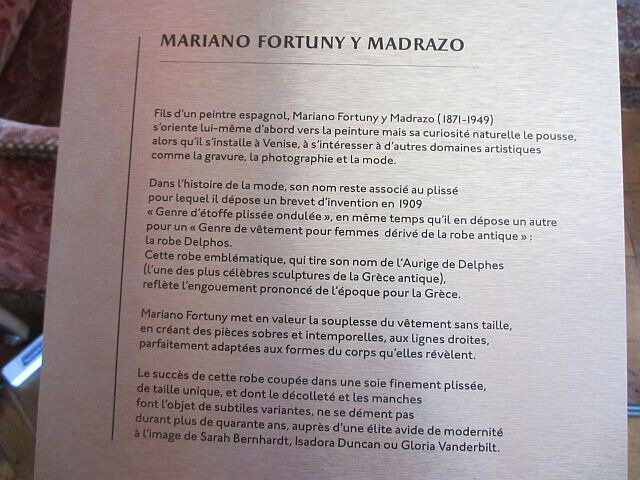 MARIANO FORTUNY Y MADRAZO
Fils d'un peintre espagnol, Mariano Fortuny y Madrazo (1871-1949)
s'oriente lui-même d'abord vers la peinture mais sa curiosité naturelle le pousse,
alors qu'il s'installe à Venise, à s'intéresser à d'autres domaines artistiques
comme la gravure, la photographie et la mode.
Dans l'histoire de la mode, son nom reste associé au plissé
pour lequel il dépose un brevet d'invention en 1909
« Genre d'étoffe plissée ondulée », en même temps qu'il en dépose un autre
pour un « Genre de vêtement pour femmes dérivé de la robe antique » :
la robe Delphos.
Cette robe emblématique, qui tire son nom de l'Aurige de Delphes
(l'une des plus célèbres sculptures de la Grèce antique),
reflète l'engouement prononcé de l'époque pour la Grèce.
Mariano Fortuny met en valeur la souplesse du vêtement sans taille,
en créant des pièces sobres et intemporelles, aux lignes droites,
parfaitement adaptées aux formes du corps qu'elles révèlent.
Le succès de cette robe coupée dans une soie finement plissée,
de taille unique, et dont le décolleté et les manches
font l'objet de subtiles variantes, ne se dément pas
durant plus de quarante ans, auprès d'une élite avide de modernité
à l'image de Sarah Bernhardt, Isadora Duncan ou Gloria Vanderbilt.